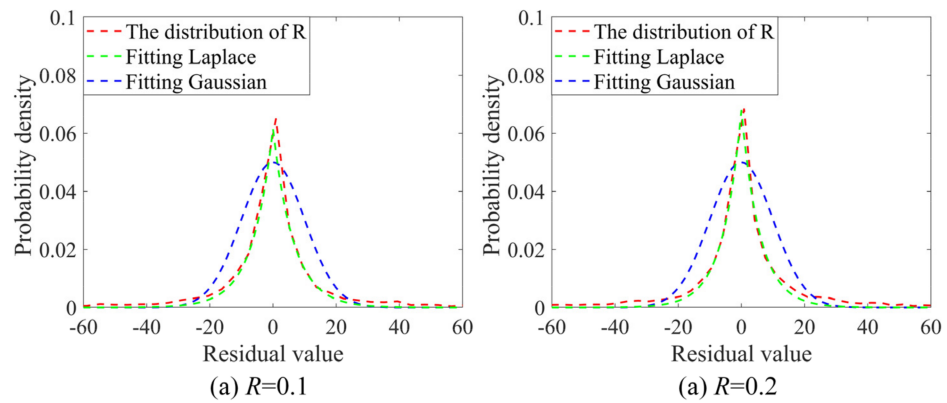 0.1
0.08
0.06
0.04
0.02
0
Probability density
The distribution of R
Fitting Laplace
Fitting Gaussian
-60 -40 -20 0 20 40 60
Residual value
(a) R=0.1
0.1
0.08
0.06
0.04
0.02
0
Probability density
The distribution of R
Fitting Laplace
Fitting Gaussian
-60 -40 -20 0 20 40 60
Residual value
(a) R=0.2